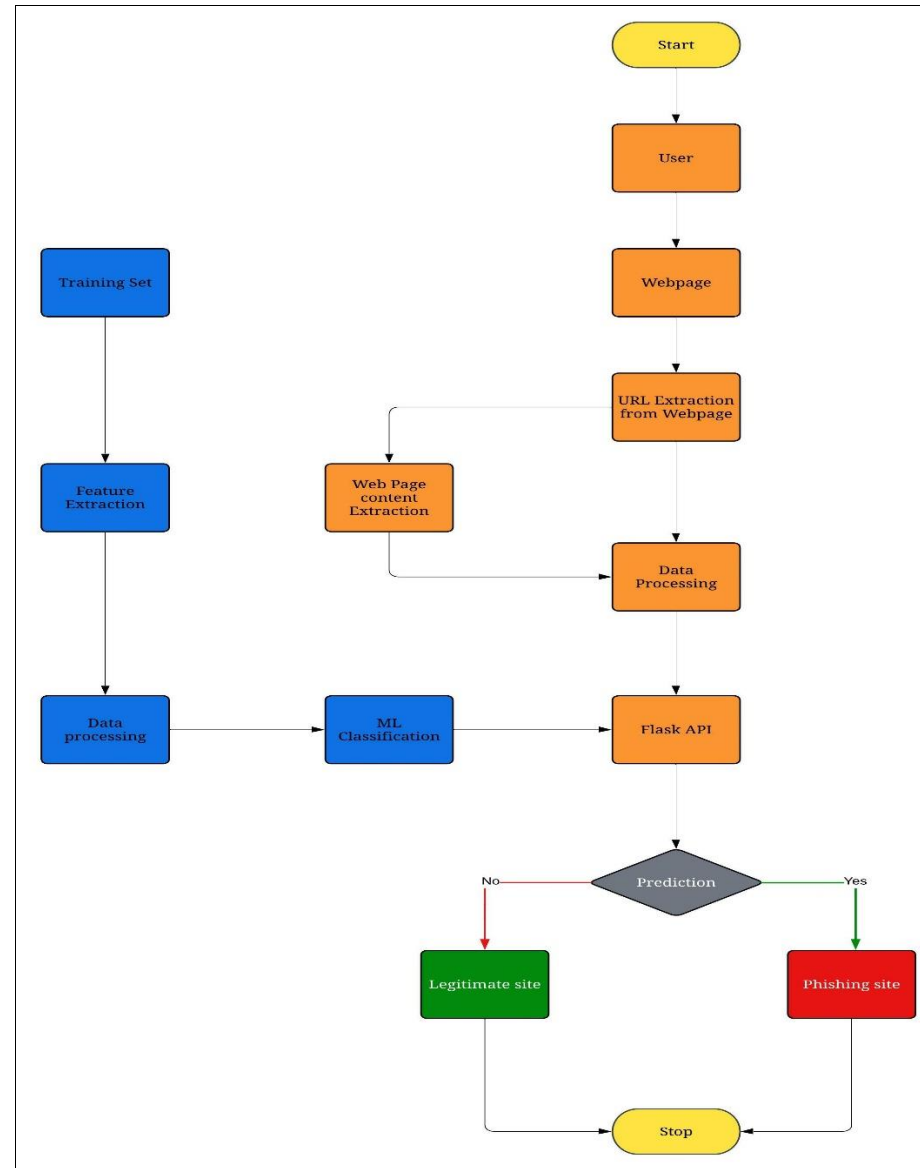 Start
User
Training Set
Webpage
URL Extraction
from Webpage
Feature
Extraction
Web Page
content
Extraction
Data
Processing
Data
processing
ML
Classification
Flask API
Prediction
No
Yes
Legitimate site
Phishing site
Stop